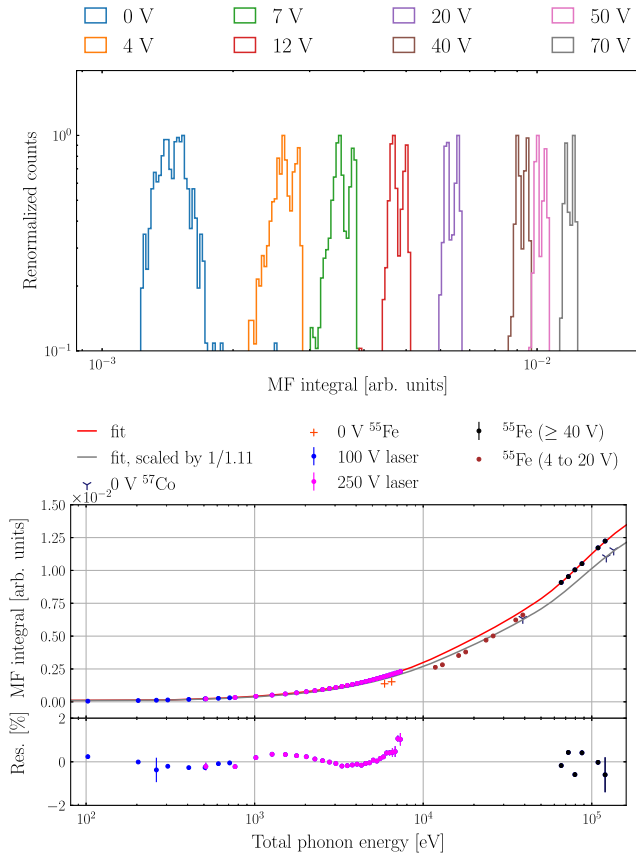 0 V 7 V 20 V 50 V
4 V 12 V 40 V 70 V
Renormalized counts
10⁰
10⁻¹
10⁻³ 10⁻²
MF integral [arb. units]
fit 0 V ⁵⁵Fe ⁵⁵Fe (≥ 40 V)
fit, scaled by 1/1.11 100 V laser ⁵⁵Fe (4 to 20 V)
0 V ⁵⁷Co 250 V laser
×10⁻²
MF integral [arb. units]
1.50
1.25
1.00
0.75
0.50
0.25
0.00
Res. [%]
2
0
−2
10² 10³ 10⁴ 10⁵
Total phonon energy [eV]